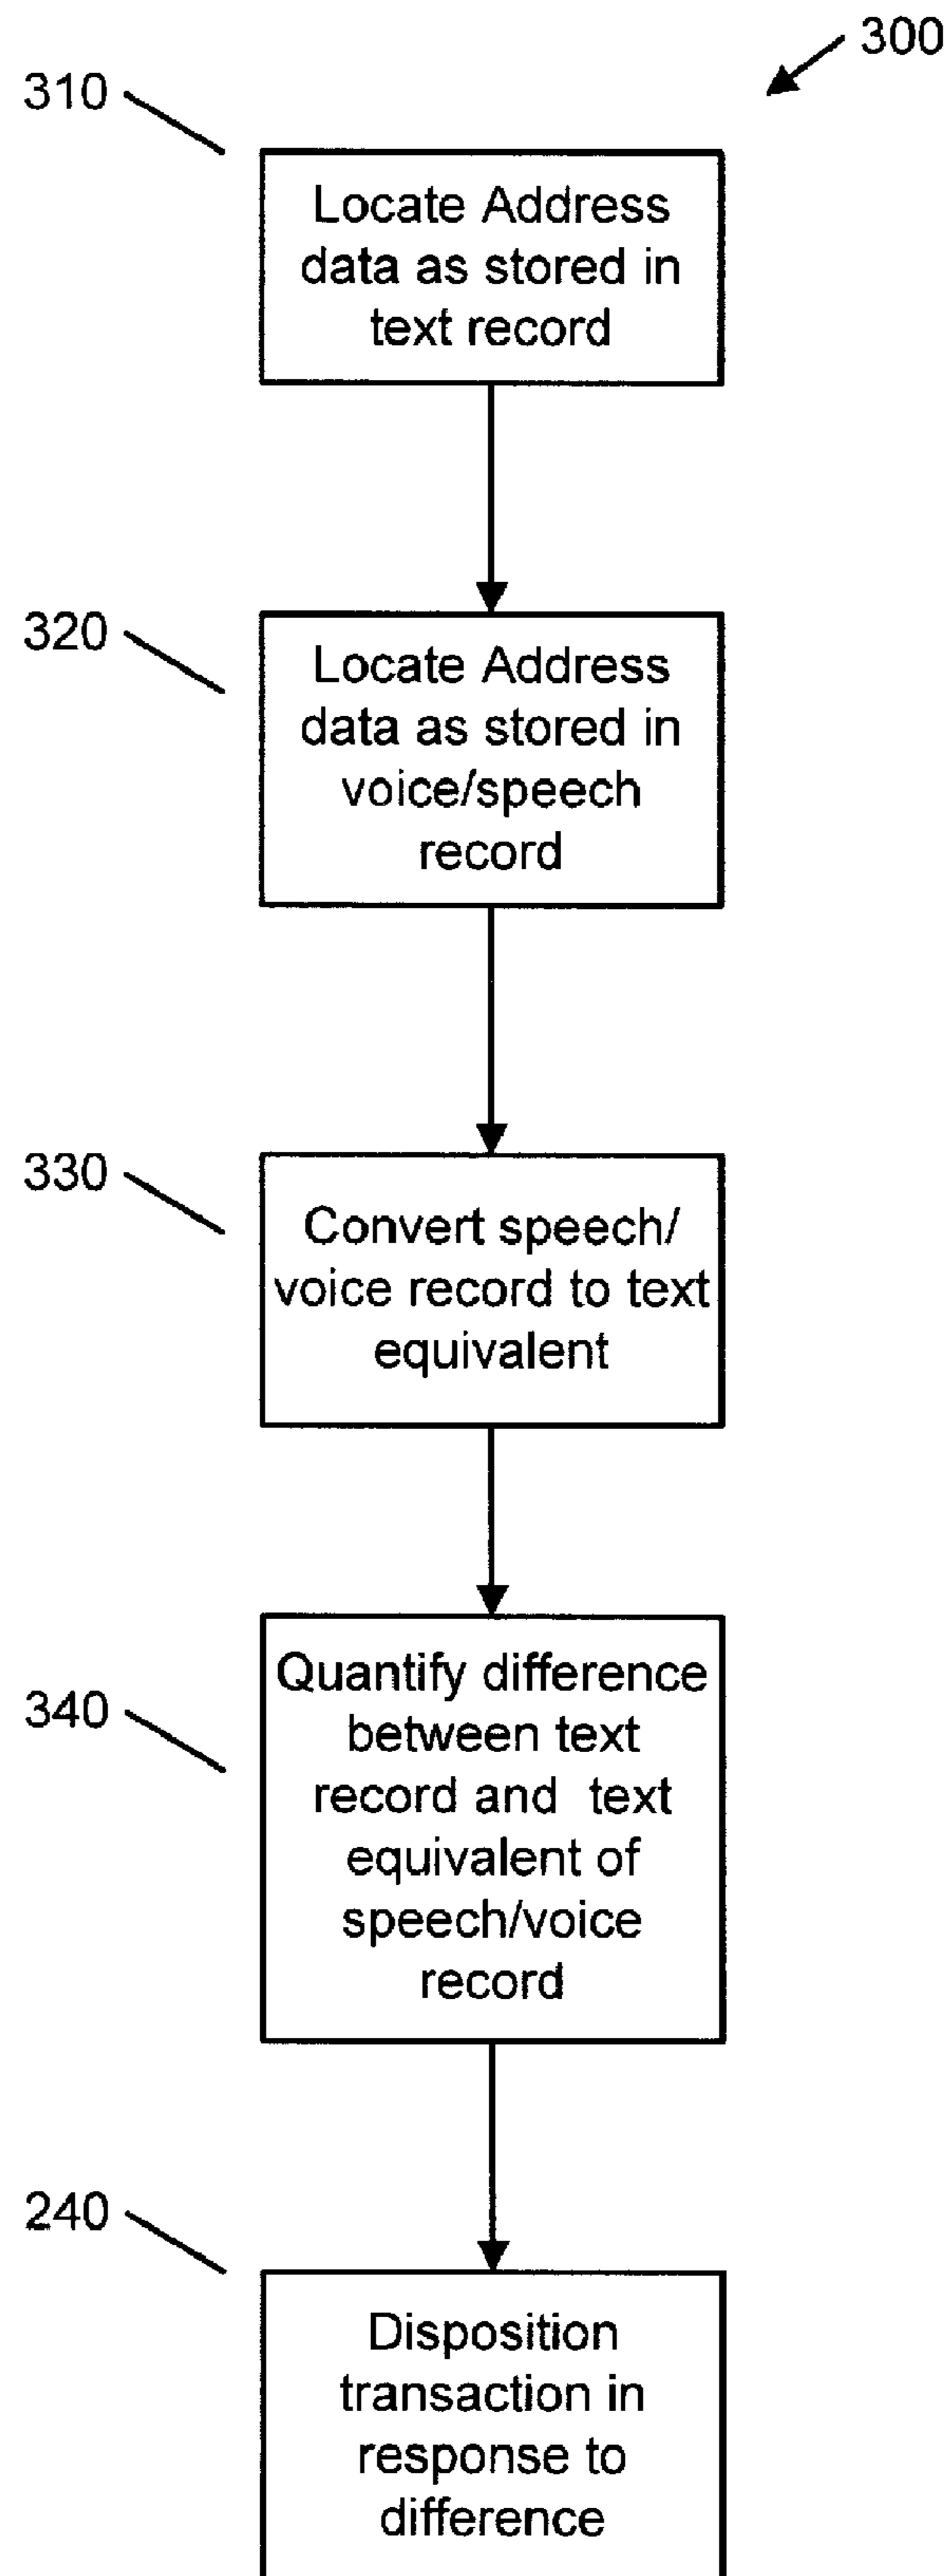 300
310
Locate Address
data as stored in
text record
320
Locate Address
data as stored in
voice/speech
record
330
Convert speech/
voice record to text
equivalent
340
Quantify difference
between text
record and text
equivalent of
speech/voice
record
240
Disposition
transaction in
response to
difference